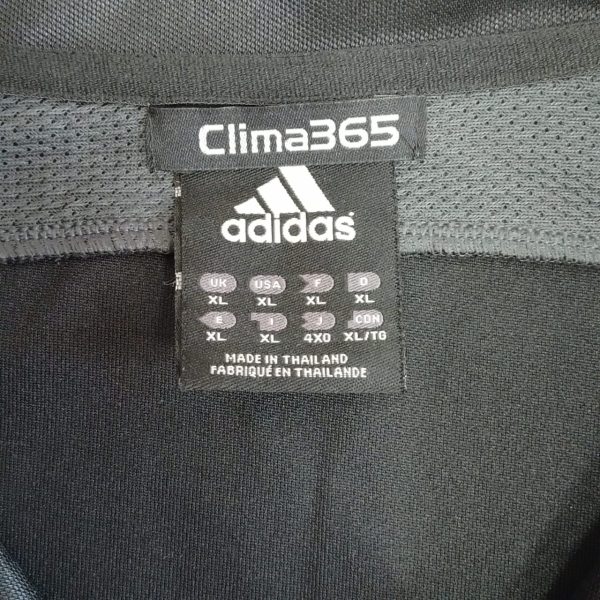 Clima365
adidas
UK USA F D
XL XL XL XL
E I J CDN
XL XL 4XO XL/TG
MADE IN THAILAND
FABRIQUÉ EN THAILANDE